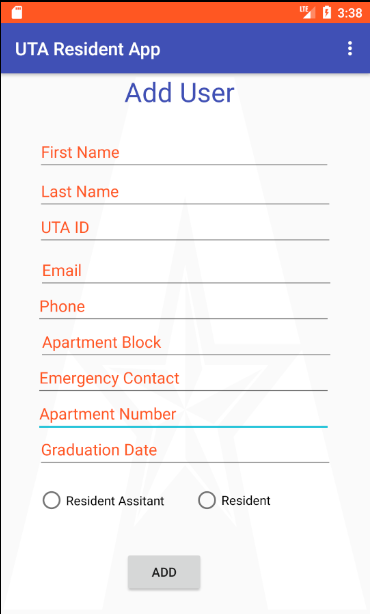 LTE 3:38
UTA Resident App
Add User
First Name
Last Name
UTA ID
Email
Phone
Apartment Block
Emergency Contact
Apartment Number
Graduation Date
Resident Assitant Resident
ADD